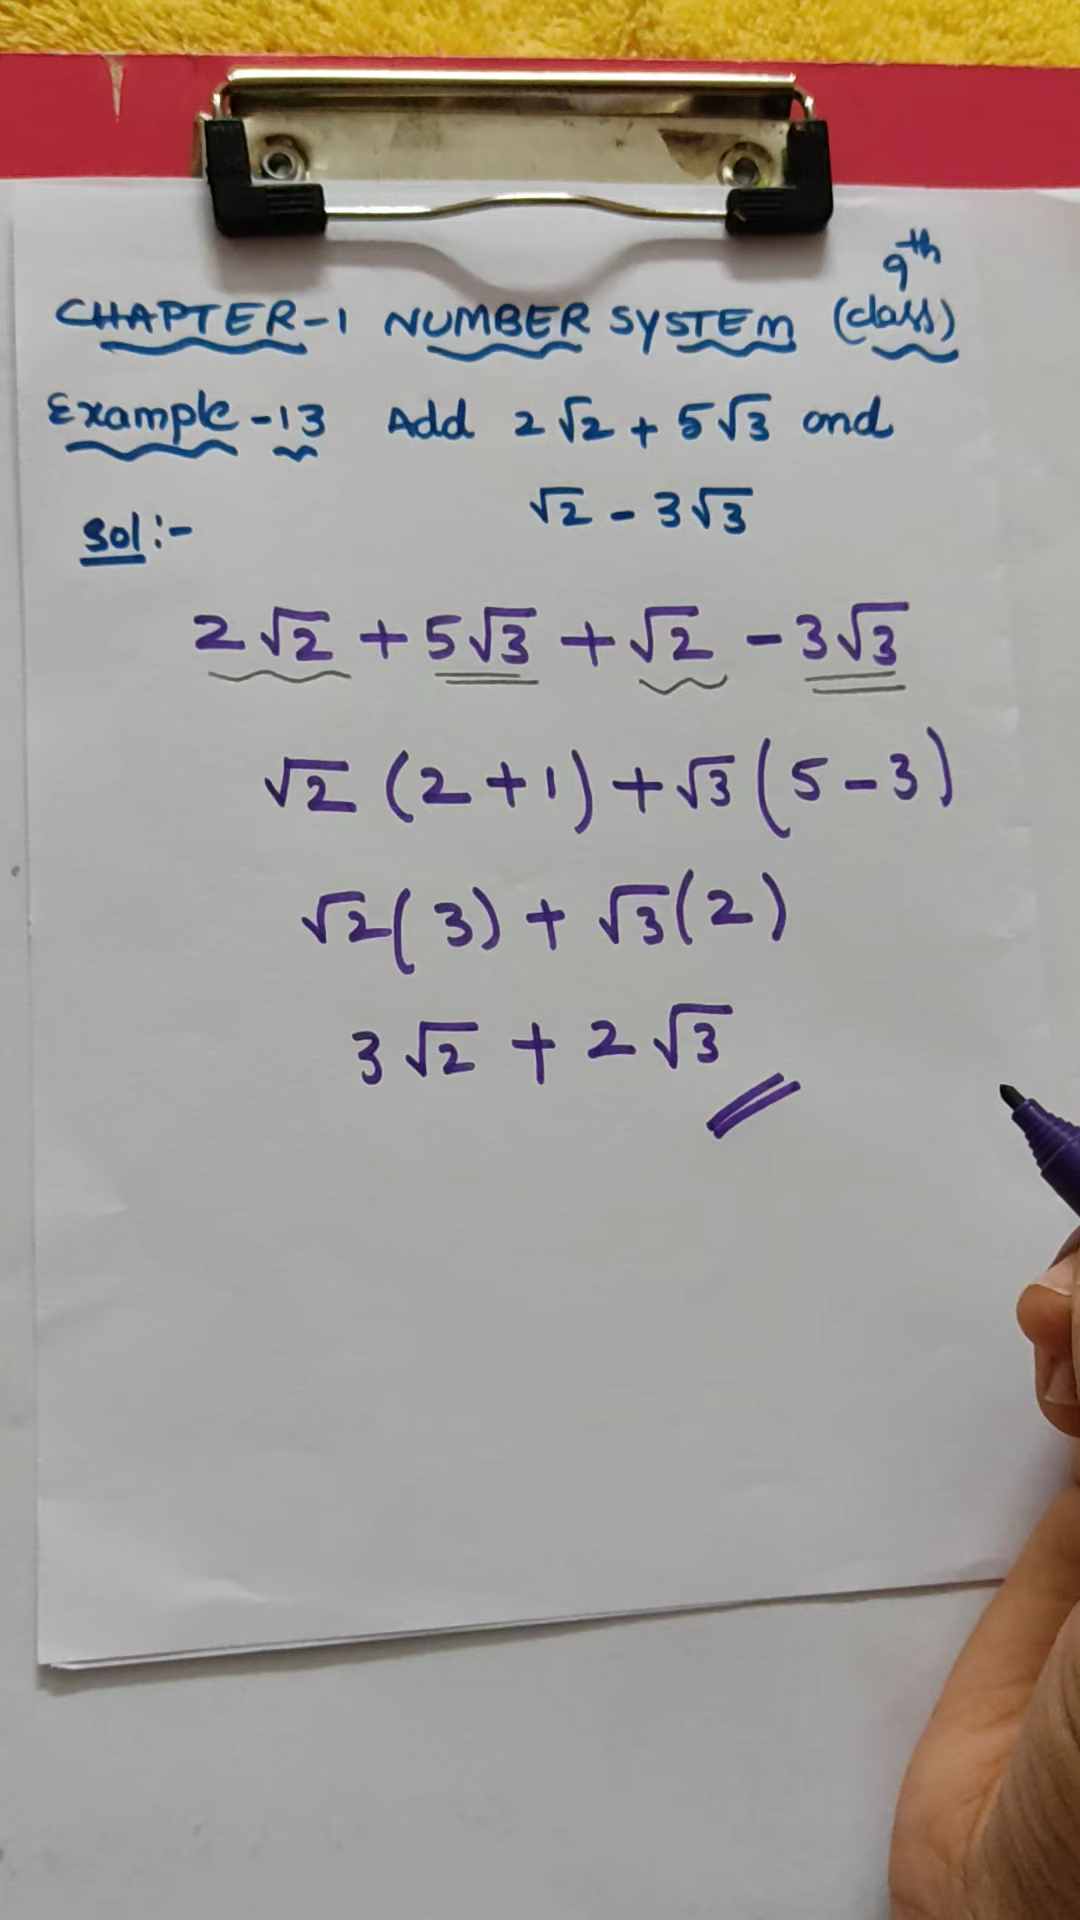 9th
CHAPTER-1 NUMBER SYSTEM (class)
Example-13 Add 2√2 + 5√3 and
√2 - 3√3
Sol:-
2√2 + 5√3 + √2 - 3√3
√2 (2+1) + √3 (5-3)
√2(3) + √3(2)
3√2 + 2√3